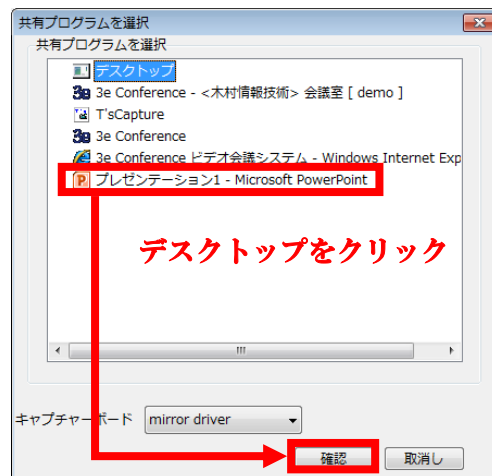 共有プログラムを選択
共有プログラムを選択
デスクトップ
3e Conference - <木村情報技術> 会議室 [ demo ]
T'sCapture
3e Conference
3e Conference ビデオ会議システム - Windows Internet Exp
プレゼンテーション1 - Microsoft PowerPoint
デスクトップをクリック
キャプチャーボード mirror driver
確認 取消し